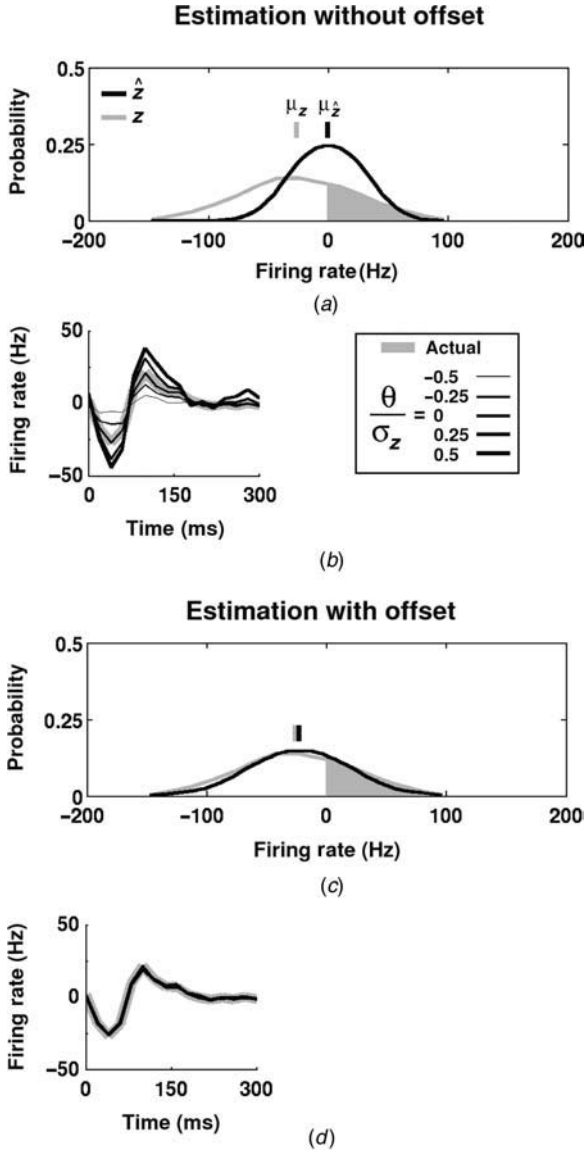 Estimation without offset
Probability
0.5
0.25
0
ẑ
z
μz μẑ
−200 −100 0 100 200
Firing rate(Hz)
(a)
Firing rate (Hz)
50
0
−50
0 150 300
Time (ms)
Actual
θ
σz
=
−0.5
−0.25
0
0.25
0.5
(b)
Estimation with offset
Probability
0.5
0.25
0
−200 −100 0 100 200
Firing rate (Hz)
(c)
Firing rate (Hz)
50
0
−50
0 150 300
Time (ms)
(d)